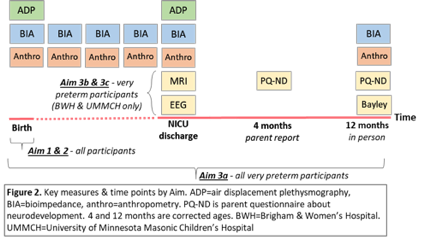 ADP ADP
BIA BIA BIA BIA BIA BIA
Anthro Anthro Anthro Anthro Anthro Anthro
Aim 3b & 3c - very
preterm participants
(BWH & UMMCH only)
MRI PQ-ND PQ-ND
EEG Bayley
Time
Birth NICU
discharge 4 months
parent report 12 months
in person
Aim 1 & 2 - all participants
Aim 3a - all very preterm participants
Figure 2. Key measures & time points by Aim. ADP=air displacement plethysmography,
BIA=bioimpedance, anthro=anthropometry. PQ-ND is parent questionnaire about
neurodevelopment. 4 and 12 months are corrected ages. BWH=Brigham & Women's Hospital.
UMMCH=University of Minnesota Masonic Children's Hospital